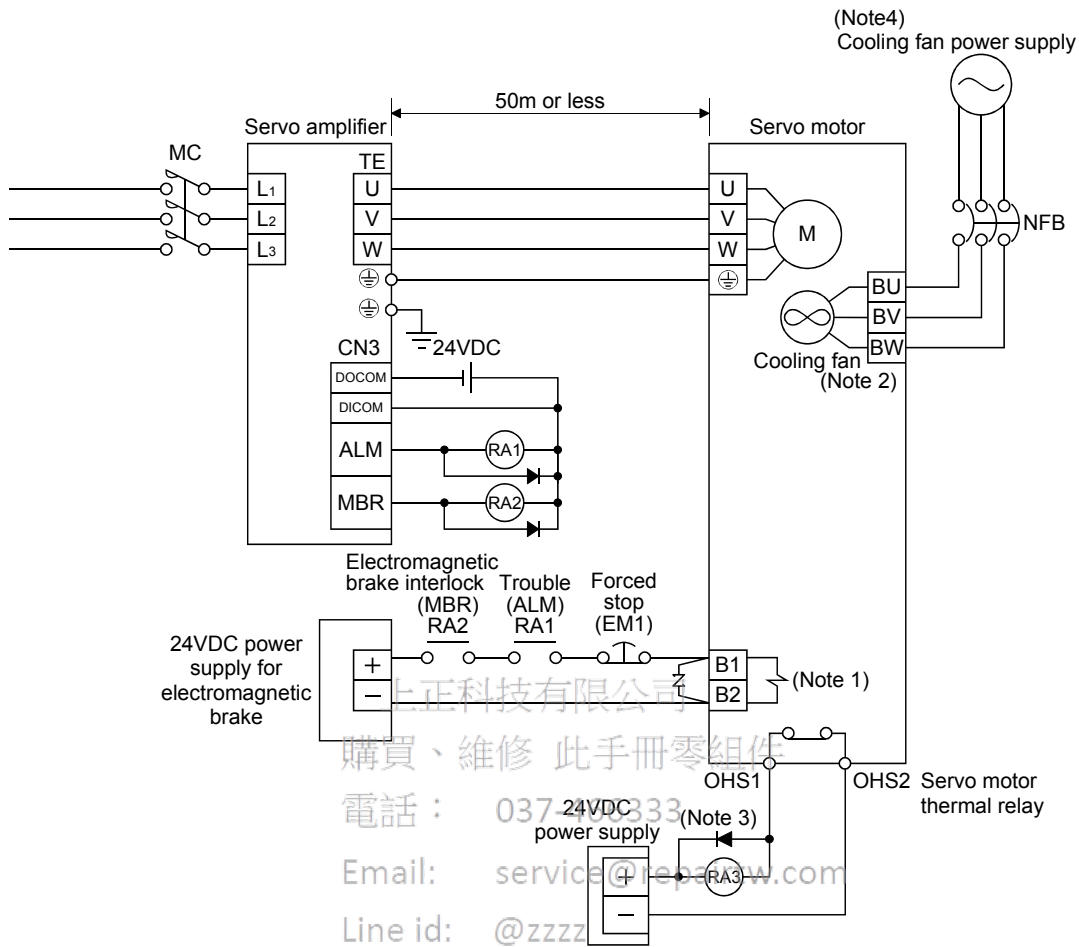 (Note4)
Cooling fan power supply
50m or less
Servo amplifier
Servo motor
MC
TE
L1
U
U
L2
V
V
M
NFB
L3
W
W
BU
BV
BW
CN3
24VDC
Cooling fan
(Note 2)
DOCOM
DICOM
ALM
RA1
MBR
RA2
Electromagnetic
brake interlock
(MBR)
RA2
Trouble
(ALM)
RA1
Forced
stop
(EM1)
24VDC power
supply for
electromagnetic
brake
+
−
B1
B2
(Note 1)
上正科技有限公司
購買、維修 此手冊零組件
OHS1
OHS2
Servo motor
thermal relay
電話： 037-466333
24VDC
power supply
(Note 3)
+
−
RA3
Email: service@repairtw.com
Line id: @zzzz